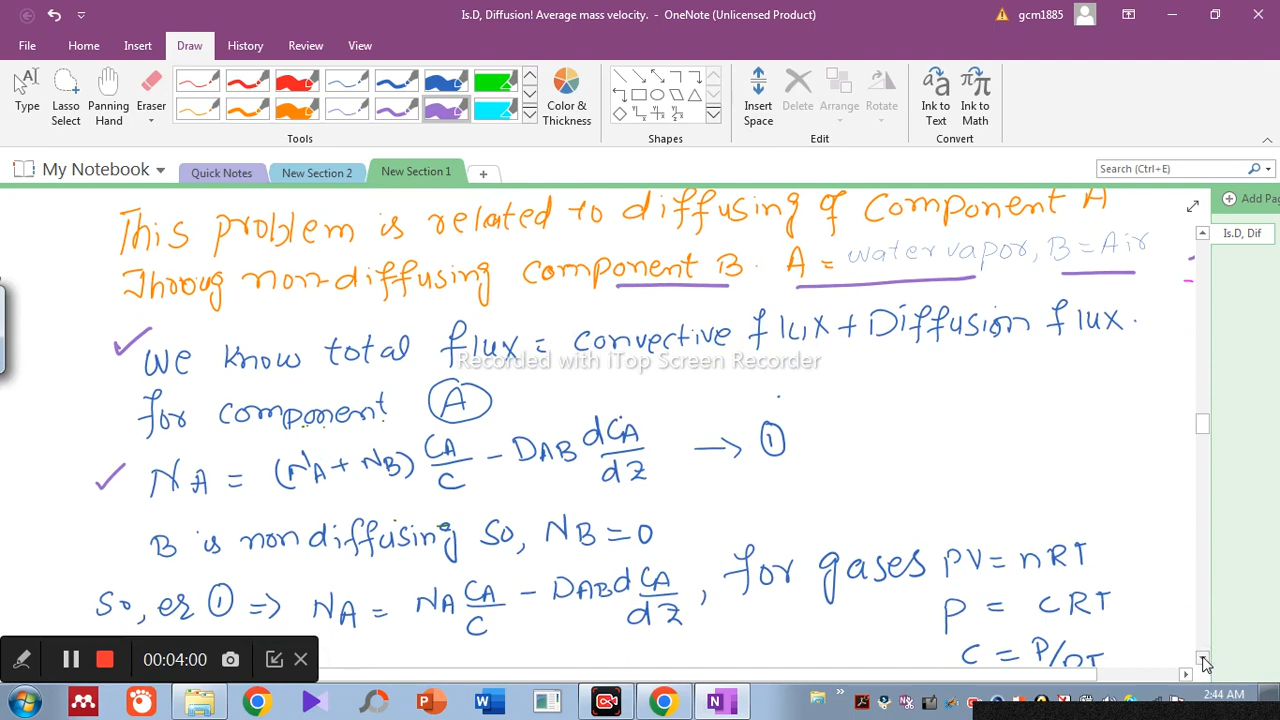 Is.D, Diffusion! Average mass velocity. - OneNote (Unlicensed Product)
gcm1885
File Home Insert Draw History Review View
Type
Lasso Select
Panning Hand
Eraser
Color & Thickness
Insert Space
Delete
Arrange
Rotate
Ink to Text
Ink to Math
Tools
Shapes
Edit
Convert
My Notebook
Quick Notes
New Section 2
New Section 1
Search (Ctrl+E)
Add Pag
Is.D, Dif
This problem is related to diffusing of Component A
Throug non-diffusing component B. A = water vapor, B = Air
We know total flux = convective flux + Diffusion flux.
Recorded with iTop Screen Recorder
for component A
NA = (NA + NB) CA/C - DAB dCA/dz → ①
B is non diffusing So, NB = 0
So, er ① => NA = NA CA/C - DAB dCA/dz , for gases PV = nRT
P = CRT
C = P/RT
00:04:00
2:44 AM